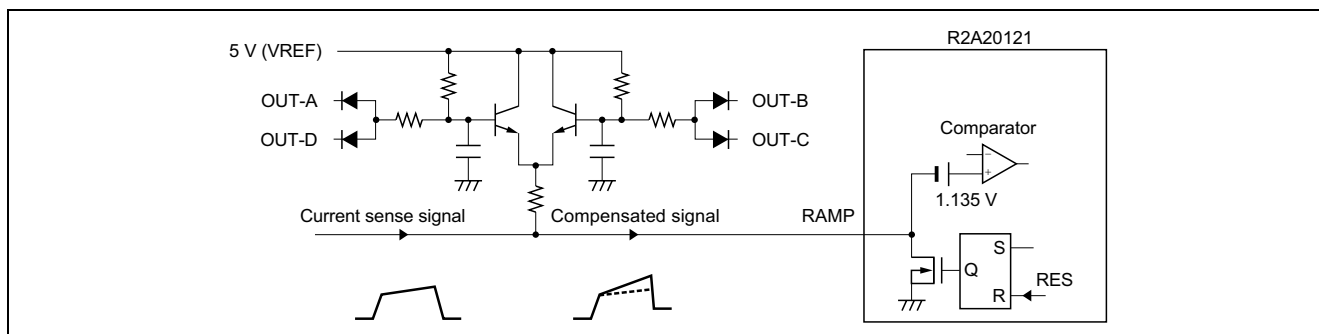 R2A20121
5 V (VREF)
OUT-A
OUT-B
OUT-D
OUT-C
Comparator
−
+
1.135 V
Current sense signal
Compensated signal
RAMP
S
Q
R
RES